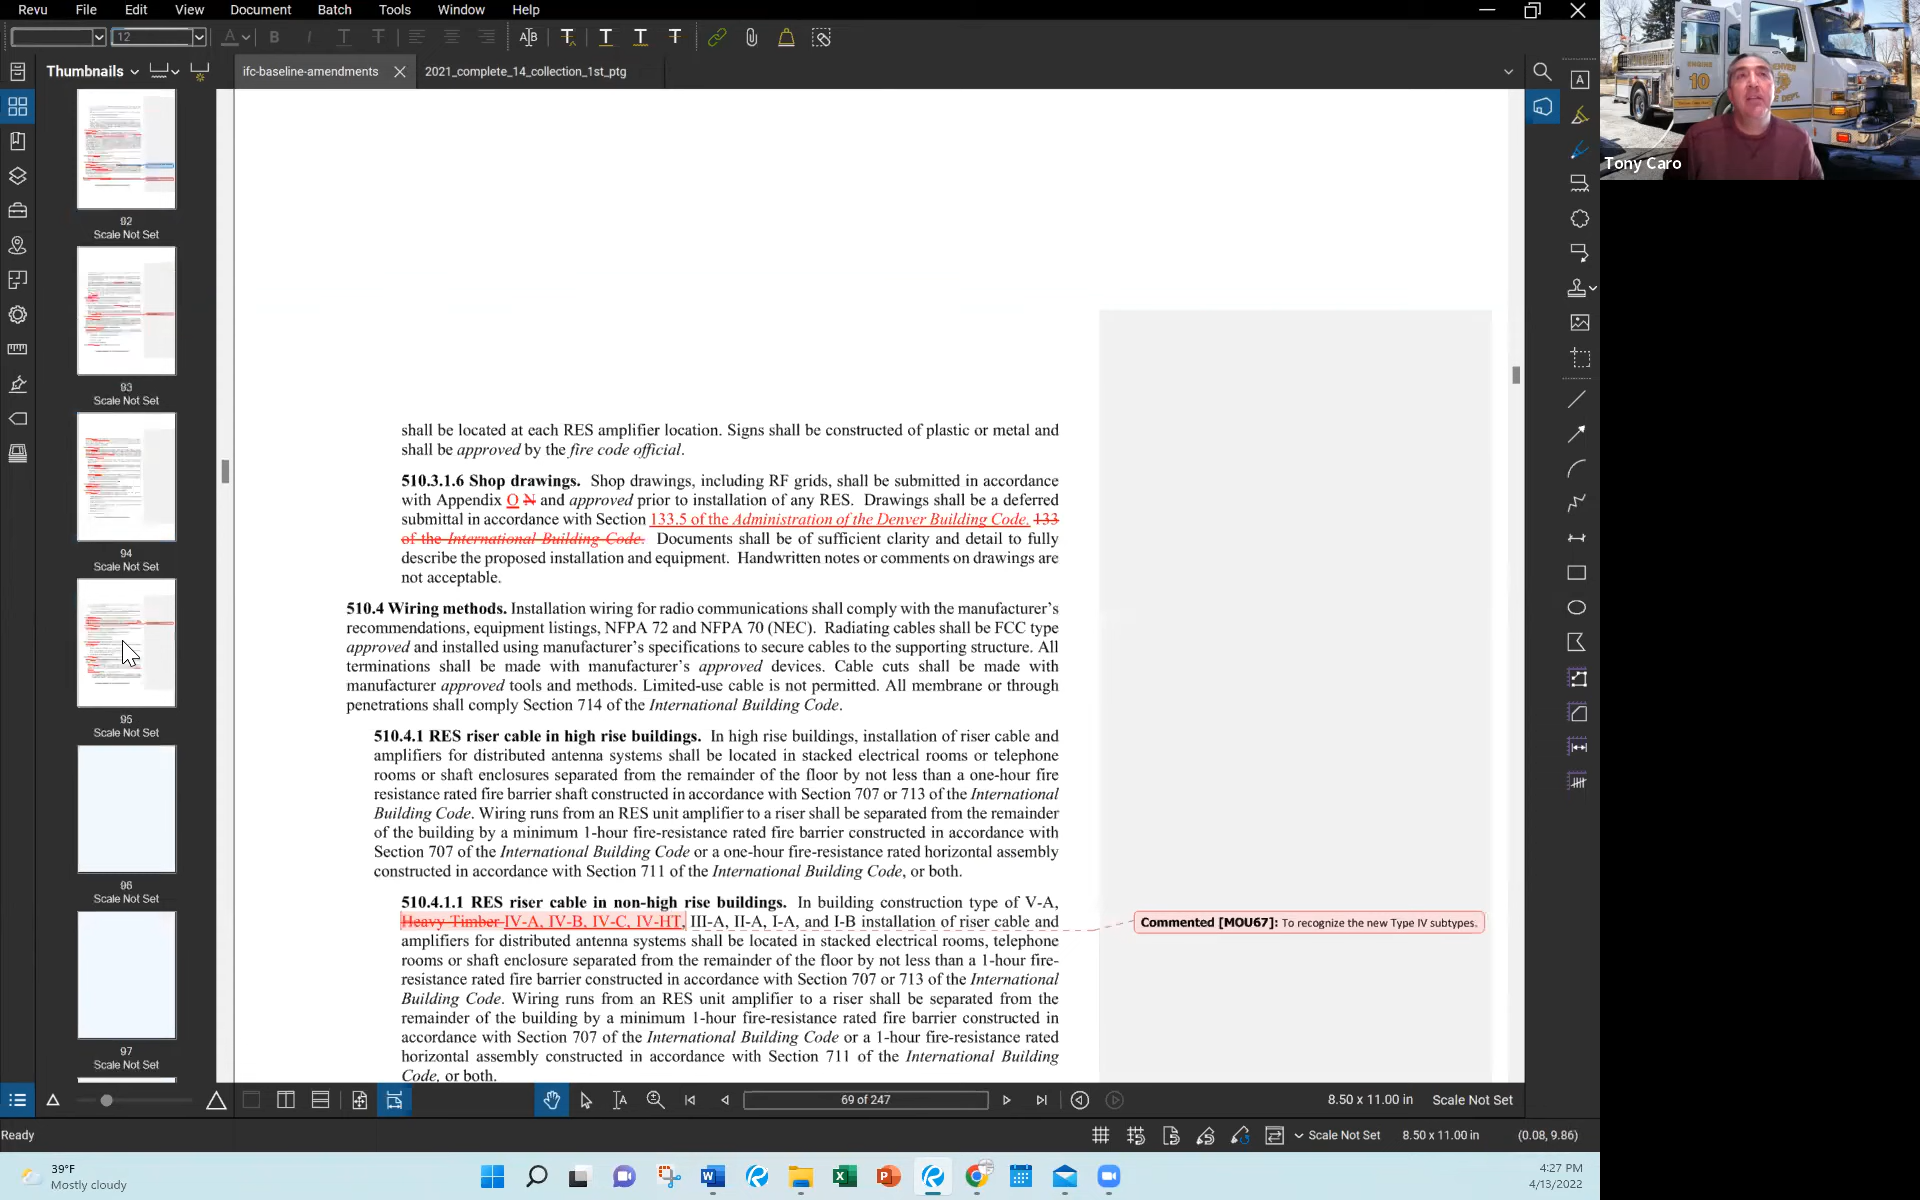 Revu File Edit View Document Batch Tools Window Help
12
Thumbnails
ifc-baseline-amendments
2021_complete_14_collection_1st_ptg
92
Scale Not Set
93
Scale Not Set
94
Scale Not Set
95
Scale Not Set
96
Scale Not Set
97
Scale Not Set
shall be located at each RES amplifier location. Signs shall be constructed of plastic or metal and
shall be approved by the fire code official.
510.3.1.6 Shop drawings. Shop drawings, including RF grids, shall be submitted in accordance
with Appendix O N and approved prior to installation of any RES. Drawings shall be a deferred
submittal in accordance with Section 133.5 of the Administration of the Denver Building Code. 133
of the International Building Code. Documents shall be of sufficient clarity and detail to fully
describe the proposed installation and equipment. Handwritten notes or comments on drawings are
not acceptable.
510.4 Wiring methods. Installation wiring for radio communications shall comply with the manufacturer's
recommendations, equipment listings, NFPA 72 and NFPA 70 (NEC). Radiating cables shall be FCC type
approved and installed using manufacturer's specifications to secure cables to the supporting structure. All
terminations shall be made with manufacturer's approved devices. Cable cuts shall be made with
manufacturer approved tools and methods. Limited-use cable is not permitted. All membrane or through
penetrations shall comply Section 714 of the International Building Code.
510.4.1 RES riser cable in high rise buildings. In high rise buildings, installation of riser cable and
amplifiers for distributed antenna systems shall be located in stacked electrical rooms or telephone
rooms or shaft enclosures separated from the remainder of the floor by not less than a one-hour fire
resistance rated fire barrier shaft constructed in accordance with Section 707 or 713 of the International
Building Code. Wiring runs from an RES unit amplifier to a riser shall be separated from the remainder
of the building by a minimum 1-hour fire-resistance rated fire barrier constructed in accordance with
Section 707 of the International Building Code or a one-hour fire-resistance rated horizontal assembly
constructed in accordance with Section 711 of the International Building Code, or both.
510.4.1.1 RES riser cable in non-high rise buildings. In building construction type of V-A,
Heavy Timber IV-A, IV-B, IV-C, IV-HT, III-A, II-A, I-A, and I-B installation of riser cable and
amplifiers for distributed antenna systems shall be located in stacked electrical rooms, telephone
rooms or shaft enclosure separated from the remainder of the floor by not less than a 1-hour fire-
resistance rated fire barrier constructed in accordance with Section 707 or 713 of the International
Building Code. Wiring runs from an RES unit amplifier to a riser shall be separated from the
remainder of the building by a minimum 1-hour fire-resistance rated fire barrier constructed in
accordance with Section 707 of the International Building Code or a 1-hour fire-resistance rated
horizontal assembly constructed in accordance with Section 711 of the International Building
Code, or both.
Commented [MOU67]: To recognize the new Type IV subtypes.
Tony Caro
10
69 of 247
8.50 x 11.00 in Scale Not Set
Ready
Scale Not Set 8.50 x 11.00 in (0.08, 9.86)
39°F
Mostly cloudy
4:27 PM
4/13/2022